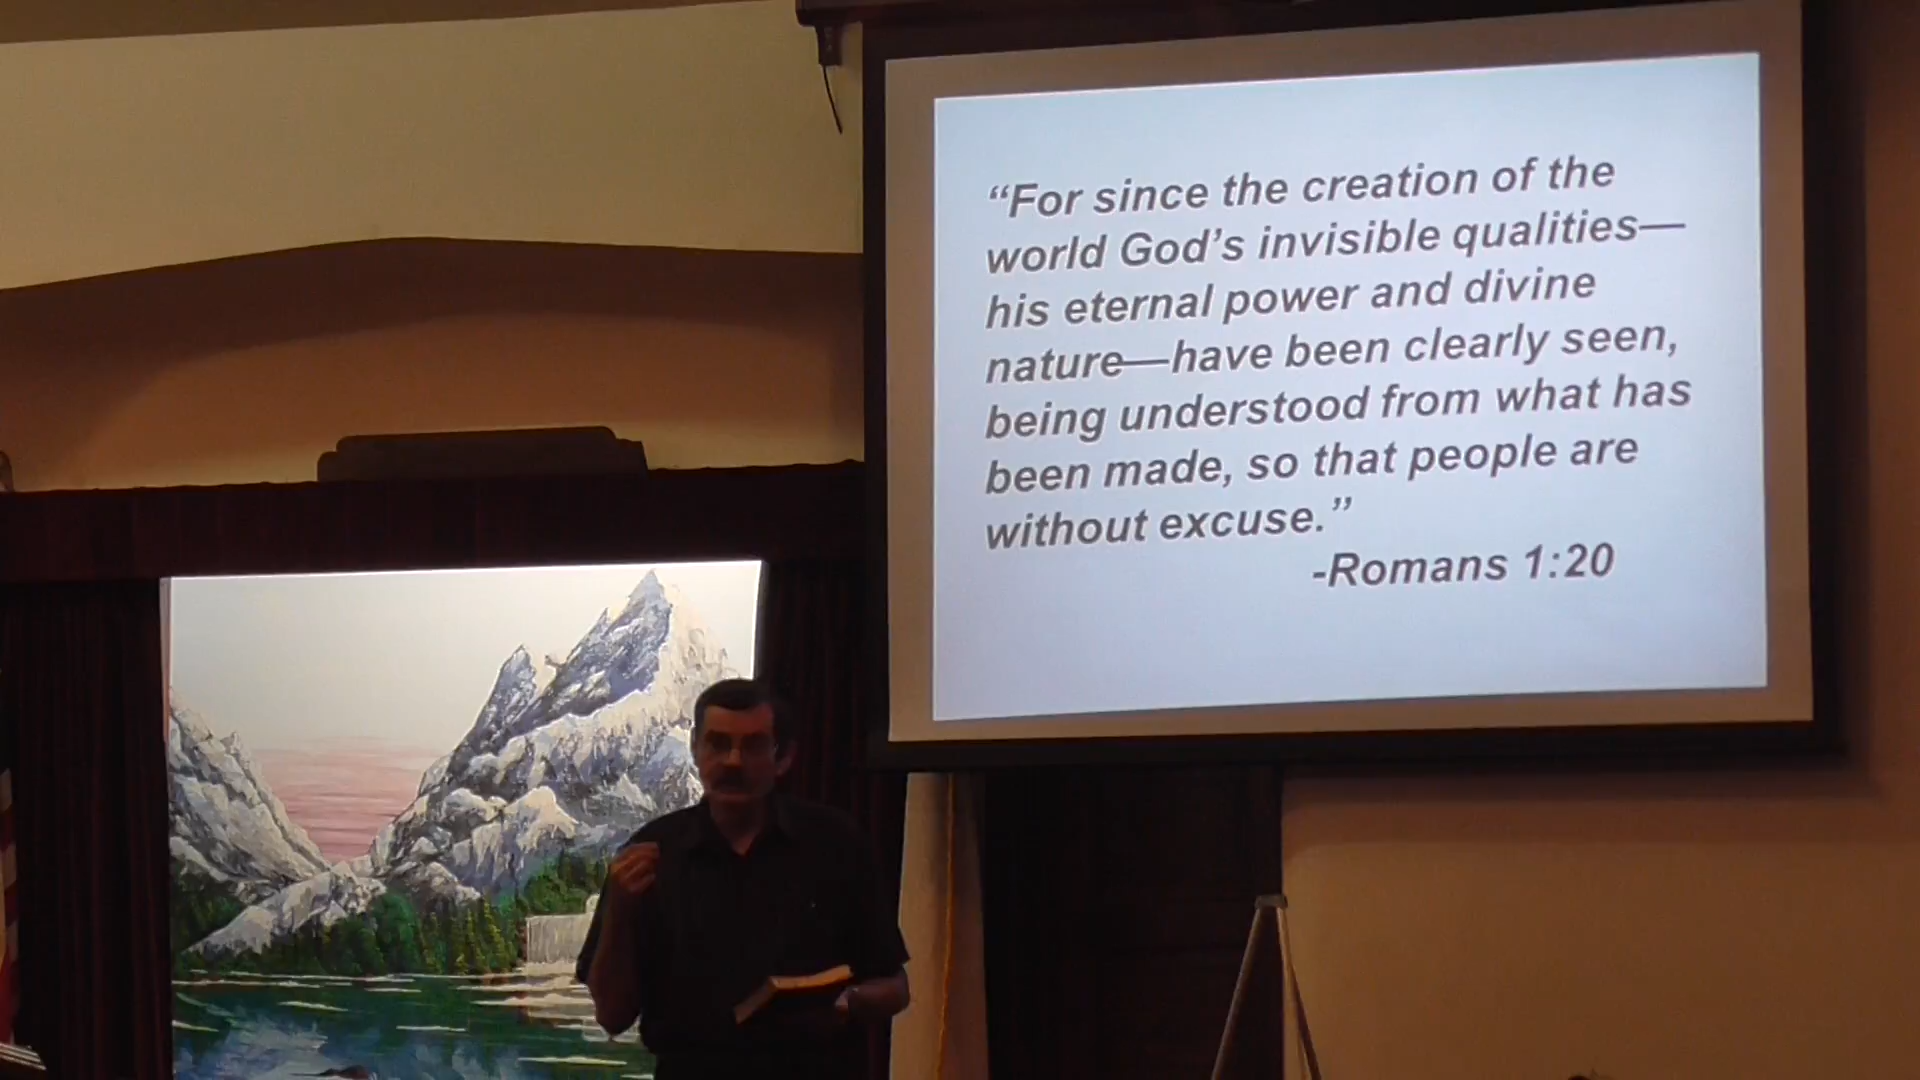 “For since the creation of the
world God’s invisible qualities—
his eternal power and divine
nature—have been clearly seen,
being understood from what has
been made, so that people are
without excuse.”
-Romans 1:20